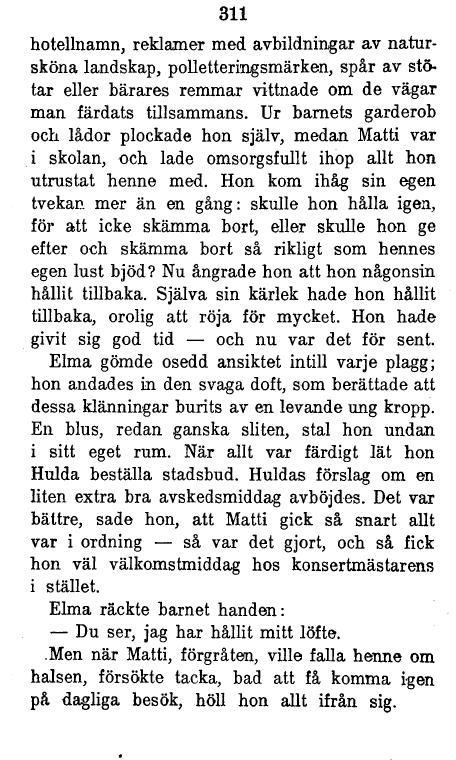 311
hotellnamn, reklamer med avbildningar av natur-
sköna landskap, polletteringsmärken, spår av stö-
tar eller bärares remmar vittnade om de vägar
man färdats tillsammans. Ur barnets garderob
och lådor plockade hon själv, medan Matti var
i skolan, och lade omsorgsfullt ihop allt hon
utrustat henne med. Hon kom ihåg sin egen
tvekan mer än en gång: skulle hon hålla igen,
för att icke skämma bort, eller skulle hon ge
efter och skämma bort så rikligt som hennes
egen lust bjöd? Nu ångrade hon att hon någonsin
hållit tillbaka. Själva sin kärlek hade hon hållit
tillbaka, orolig att röja för mycket. Hon hade
givit sig god tid — och nu var det för sent.
Elma gömde osedd ansiktet intill varje plagg;
hon andades in den svaga doft, som berättade att
dessa klänningar burits av en levande ung kropp.
En blus, redan ganska sliten, stal hon undan
i sitt eget rum. När allt var färdigt lät hon
Hulda beställa stadsbud. Huldas förslag om en
liten extra bra avskedsmiddag avböjdes. Det var
bättre, sade hon, att Matti gick så snart allt
var i ordning — så var det gjort, och så fick
hon väl välkomstmiddag hos konsertmästarens
i stället.
Elma räckte barnet handen:
— Du ser, jag har hållit mitt löfte.
Men när Matti, förgråten, ville falla henne om
halsen, försökte tacka, bad att få komma igen
på dagliga besök, höll hon allt ifrån sig.